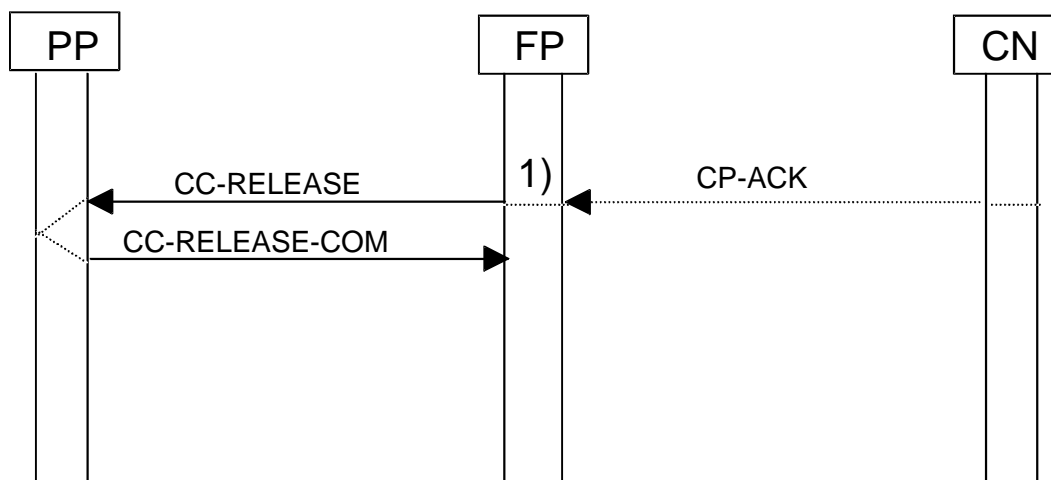 PP
FP
CN
1)
CC-RELEASE
CP-ACK
CC-RELEASE-COM